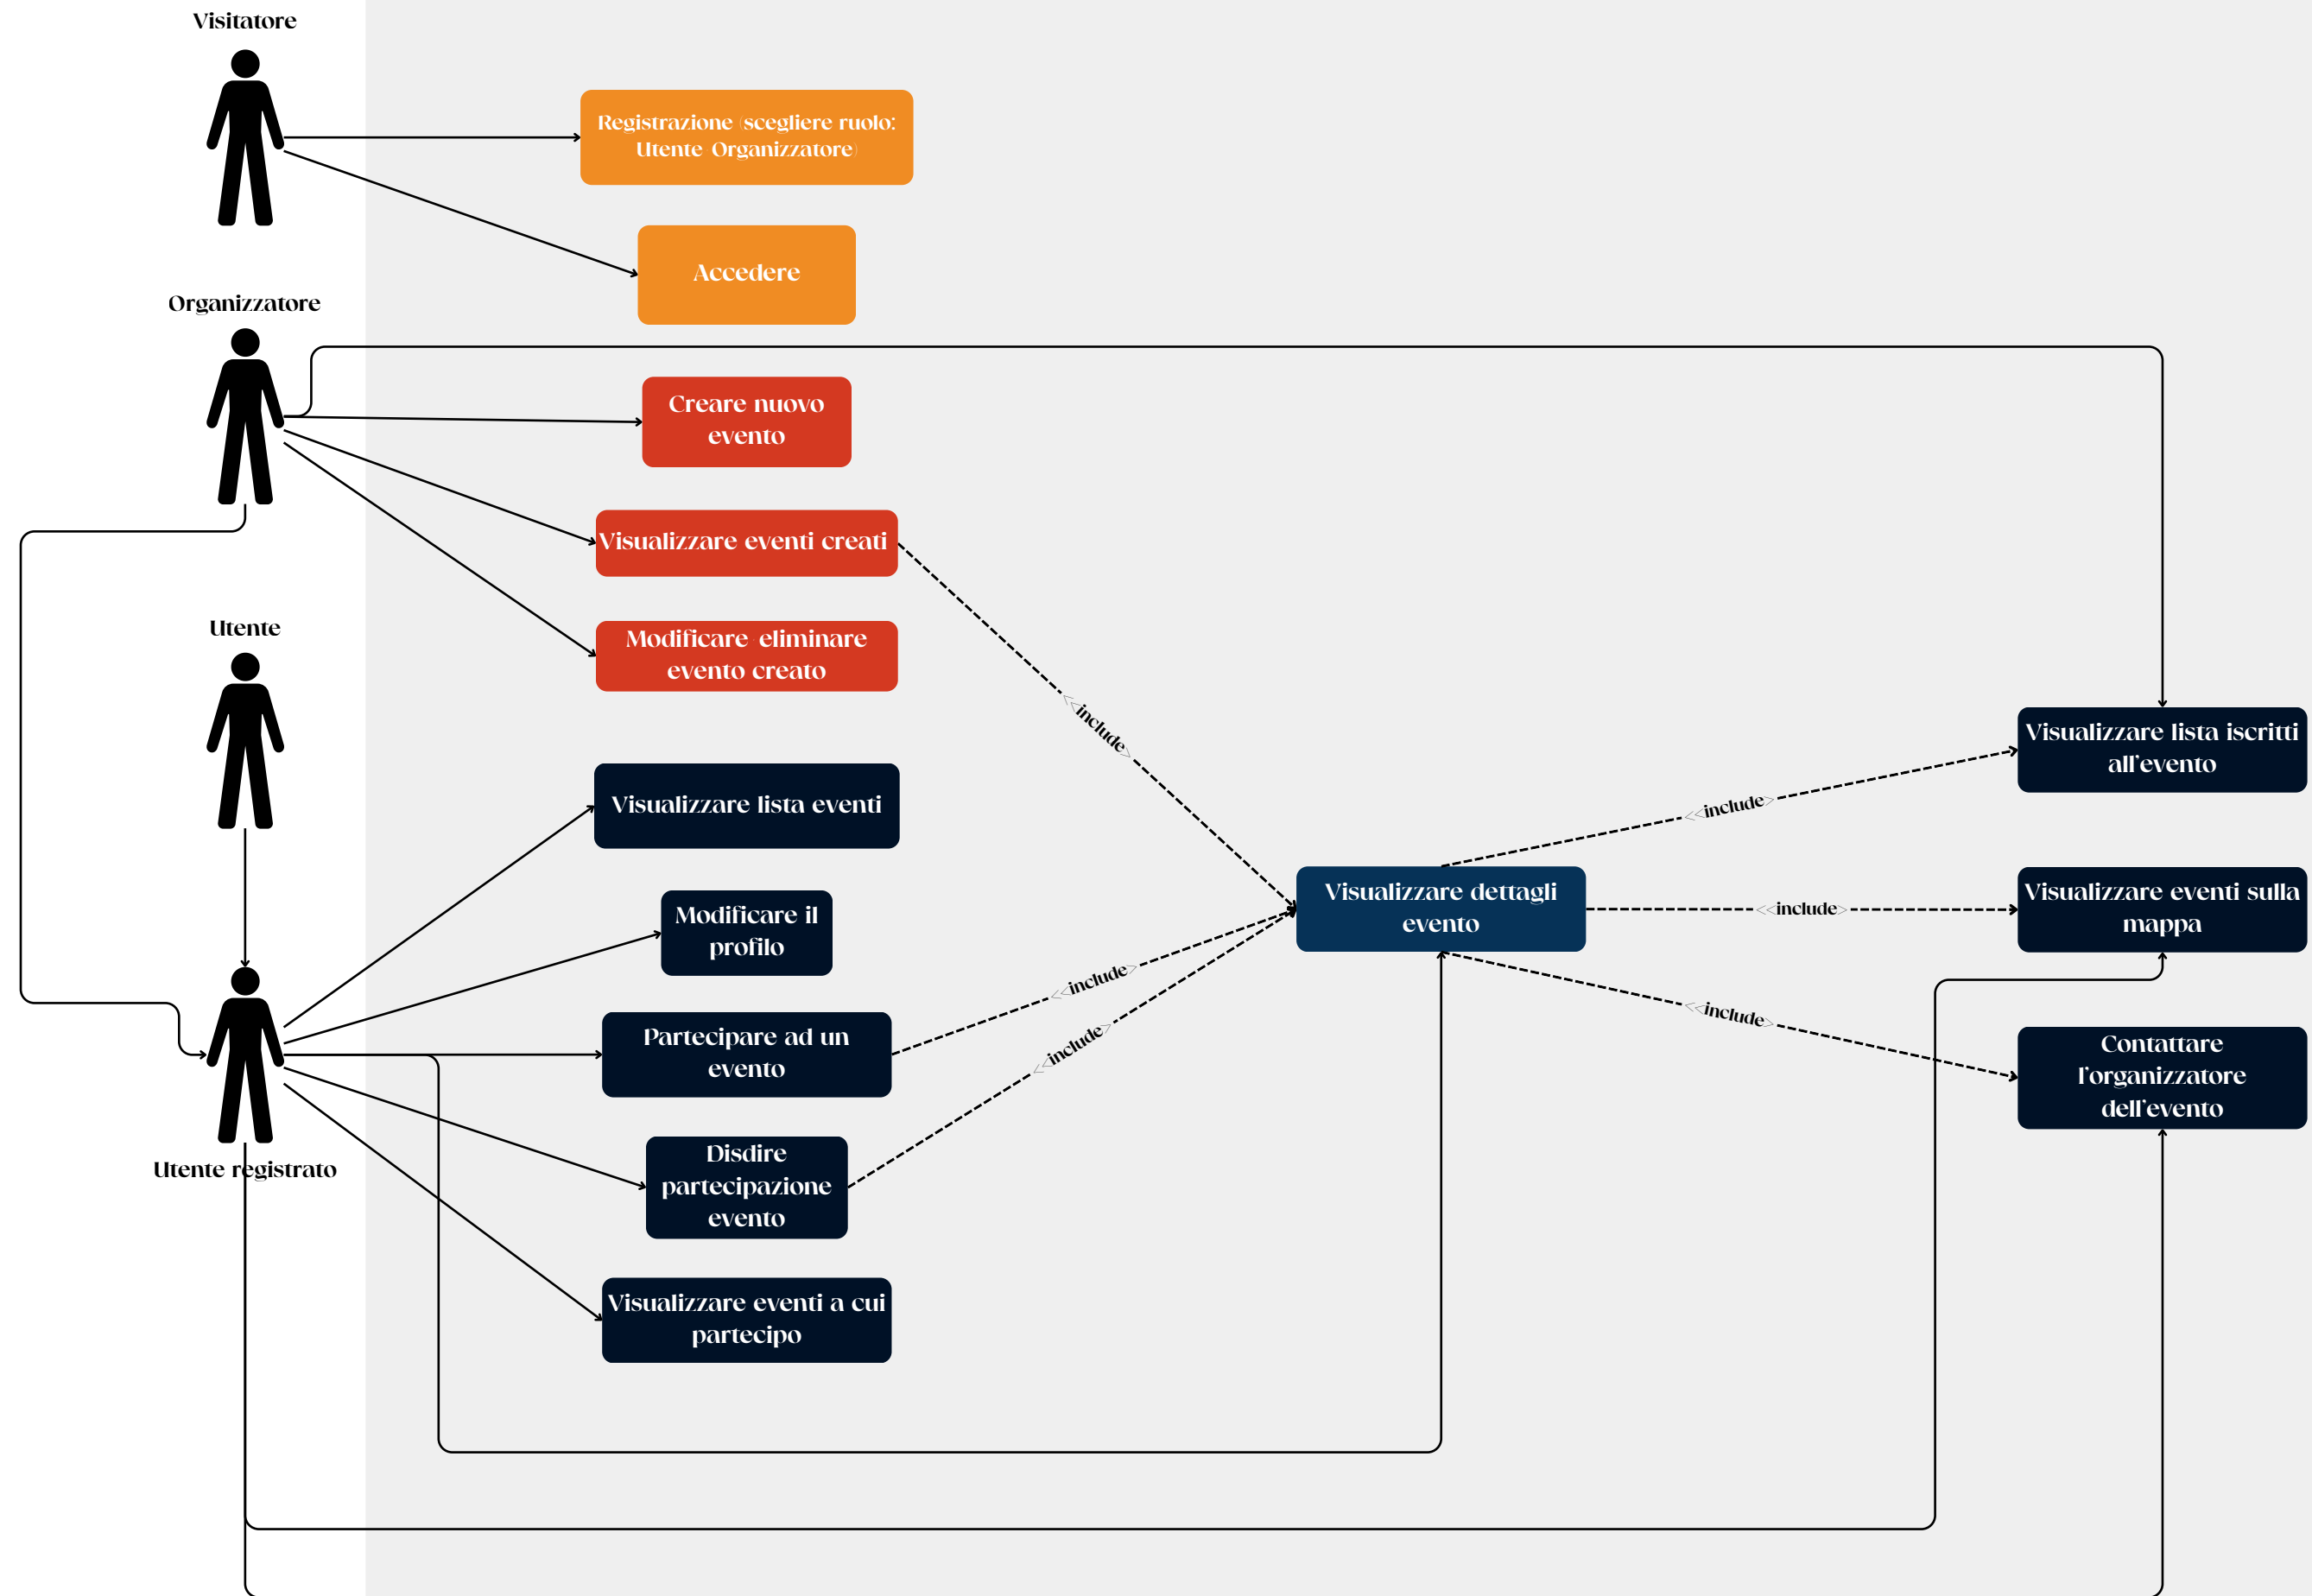 Visitatore
Registrazione (scegliere ruolo:
Utente Organizzatore)
Accedere
Organizzatore
Creare nuovo
evento
Visualizzare eventi creati
Utente
Modificare eliminare
evento creato
<<include>
Visualizzare lista iscritti
all'evento
Visualizzare lista eventi
<<include>
Visualizzare dettagli
evento
<<include>
Visualizzare eventi sulla
mappa
Modificare il
profilo
<<include>
<<include>
Partecipare ad un
evento
<<include>
Contattare
l'organizzatore
dell'evento
Utente registrato
Disdire
partecipazione
evento
Visualizzare eventi a cui
partecipo